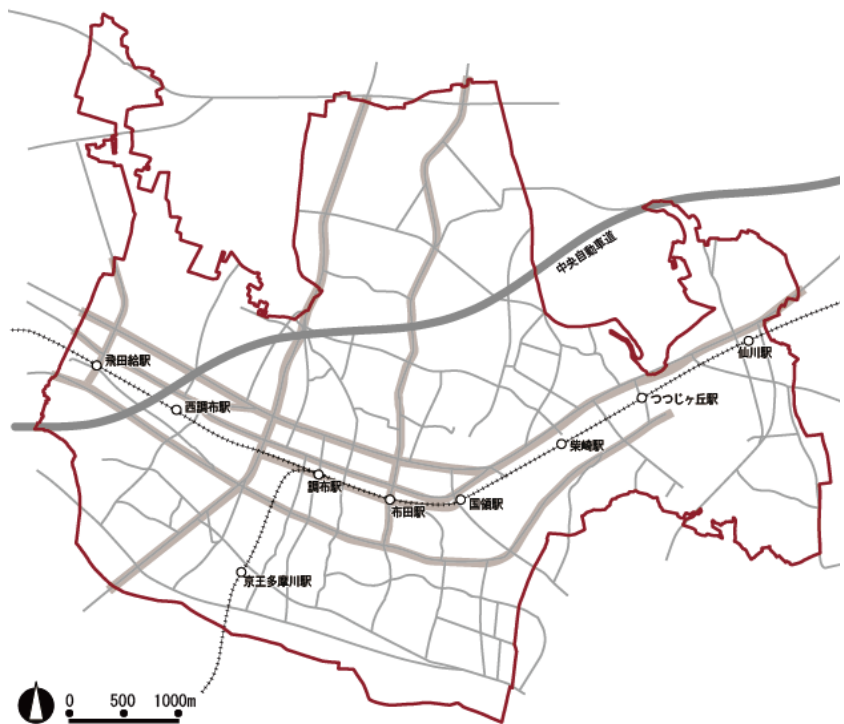 中央自動車道
仙川駅
飛田給駅
つつじヶ丘駅
西調布駅
柴崎駅
調布駅
国領駅
布田駅
京王多摩川駅
0 500 1000m